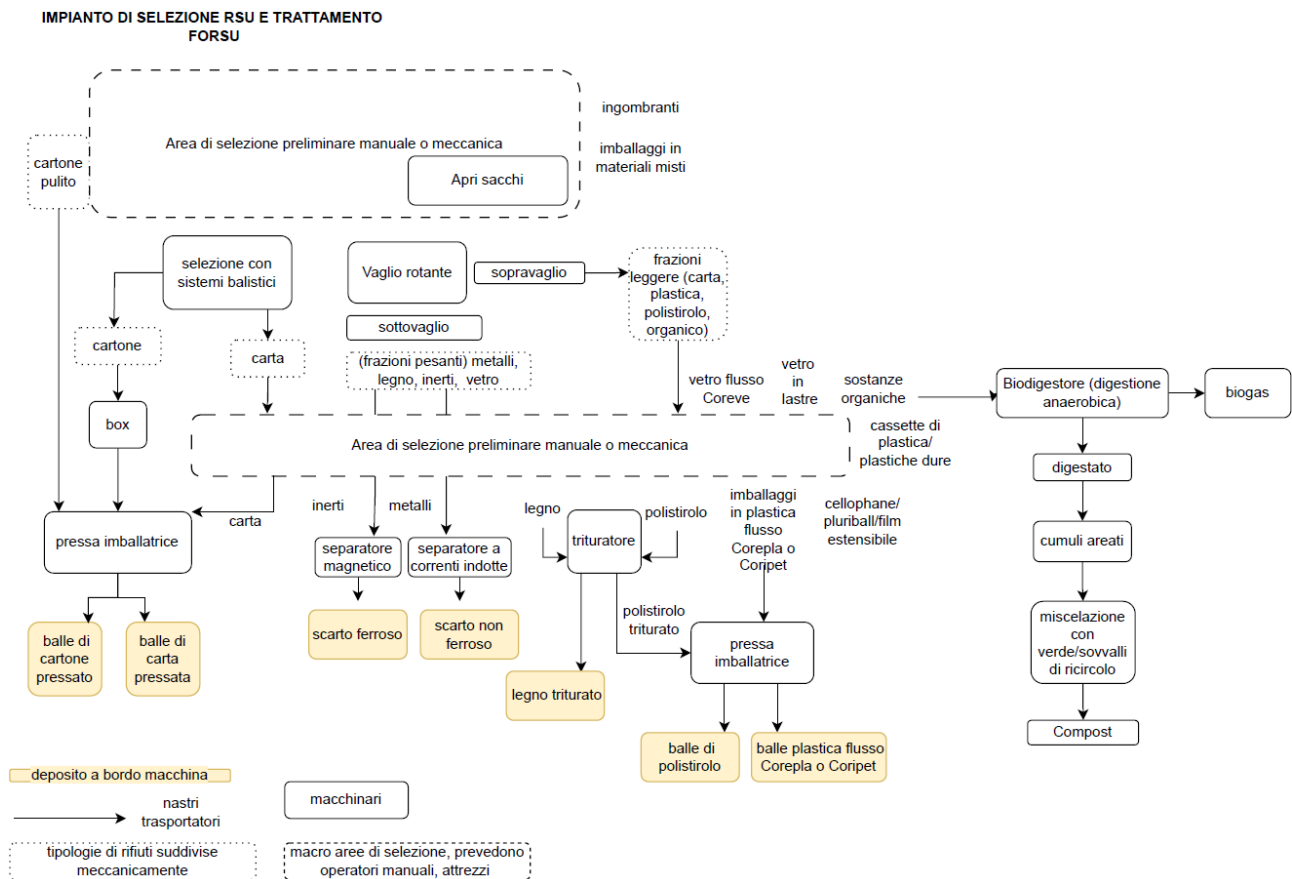 IMPIANTO DI SELEZIONE RSU E TRATTAMENTO
FORSU
ingombranti
imballaggi in
materiali misti
Area di selezione preliminare manuale o meccanica
Apri sacchi
cartone
pulito
selezione con
sistemi balistici
Vaglio rotante
sopravaglio
frazioni
leggere (carta,
plastica,
polistirolo,
organico)
sottovaglio
cartone
carta
(frazioni pesanti) metalli,
legno, inerti, vetro
vetro flusso
Coreve
vetro
in
lastre
sostanze
organiche
Biodigestore (digestione
anaerobica)
biogas
box
Area di selezione preliminare manuale o meccanica
cassette di
plastica/
plastiche dure
digestato
carta
inerti
metalli
legno
polistirolo
imballaggi
in plastica
flusso
Corepla o
Coripet
cellophane/
pluriball/film
estensibile
pressa imballatrice
separatore
magnetico
separatore a
correnti indotte
trituratore
cumuli areati
balle di
cartone
pressato
balle di
carta
pressata
scarto ferroso
scarto non
ferroso
polistirolo
triturato
pressa
imballatrice
miscelazione
con
verde/sovvalli
di ricircolo
legno triturato
balle di
polistirolo
balle plastica flusso
Corepla o Coripet
Compost
deposito a bordo macchina
nastri
trasportatori
macchinari
tipologie di rifiuti suddivise
meccanicamente
macro aree di selezione, prevedono
operatori manuali, attrezzi